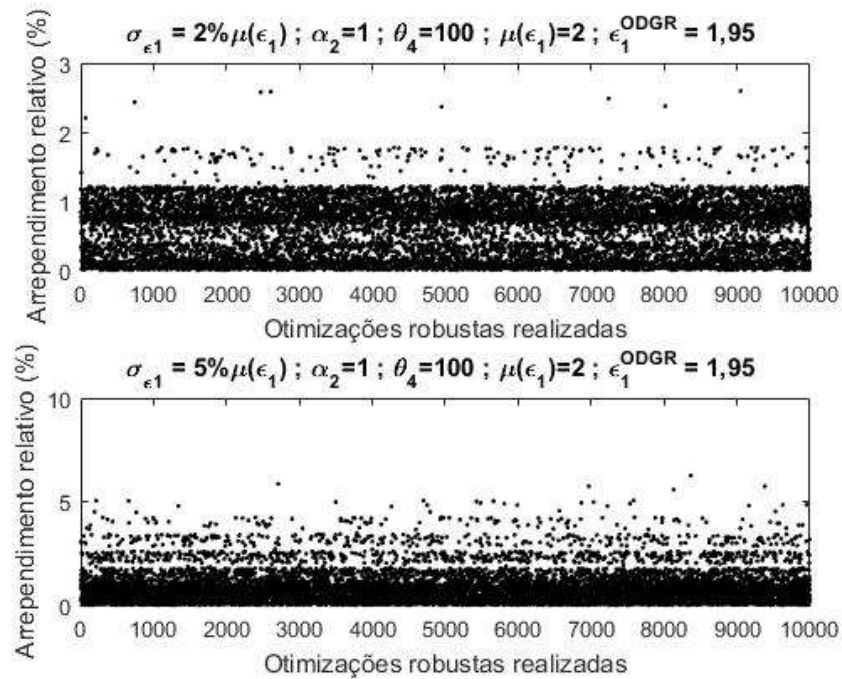 σϵ1 = 2%μ(ϵ1) ; α2=1 ; θ4=100 ; μ(ϵ1)=2 ; ϵ1ODGR = 1,95
Arrependimento relativo (%)
3
2
1
0
0 1000 2000 3000 4000 5000 6000 7000 8000 9000 10000
Otimizações robustas realizadas
σϵ1 = 5%μ(ϵ1) ; α2=1 ; θ4=100 ; μ(ϵ1)=2 ; ϵ1ODGR = 1,95
Arrependimento relativo (%)
10
5
0
0 1000 2000 3000 4000 5000 6000 7000 8000 9000 10000
Otimizações robustas realizadas